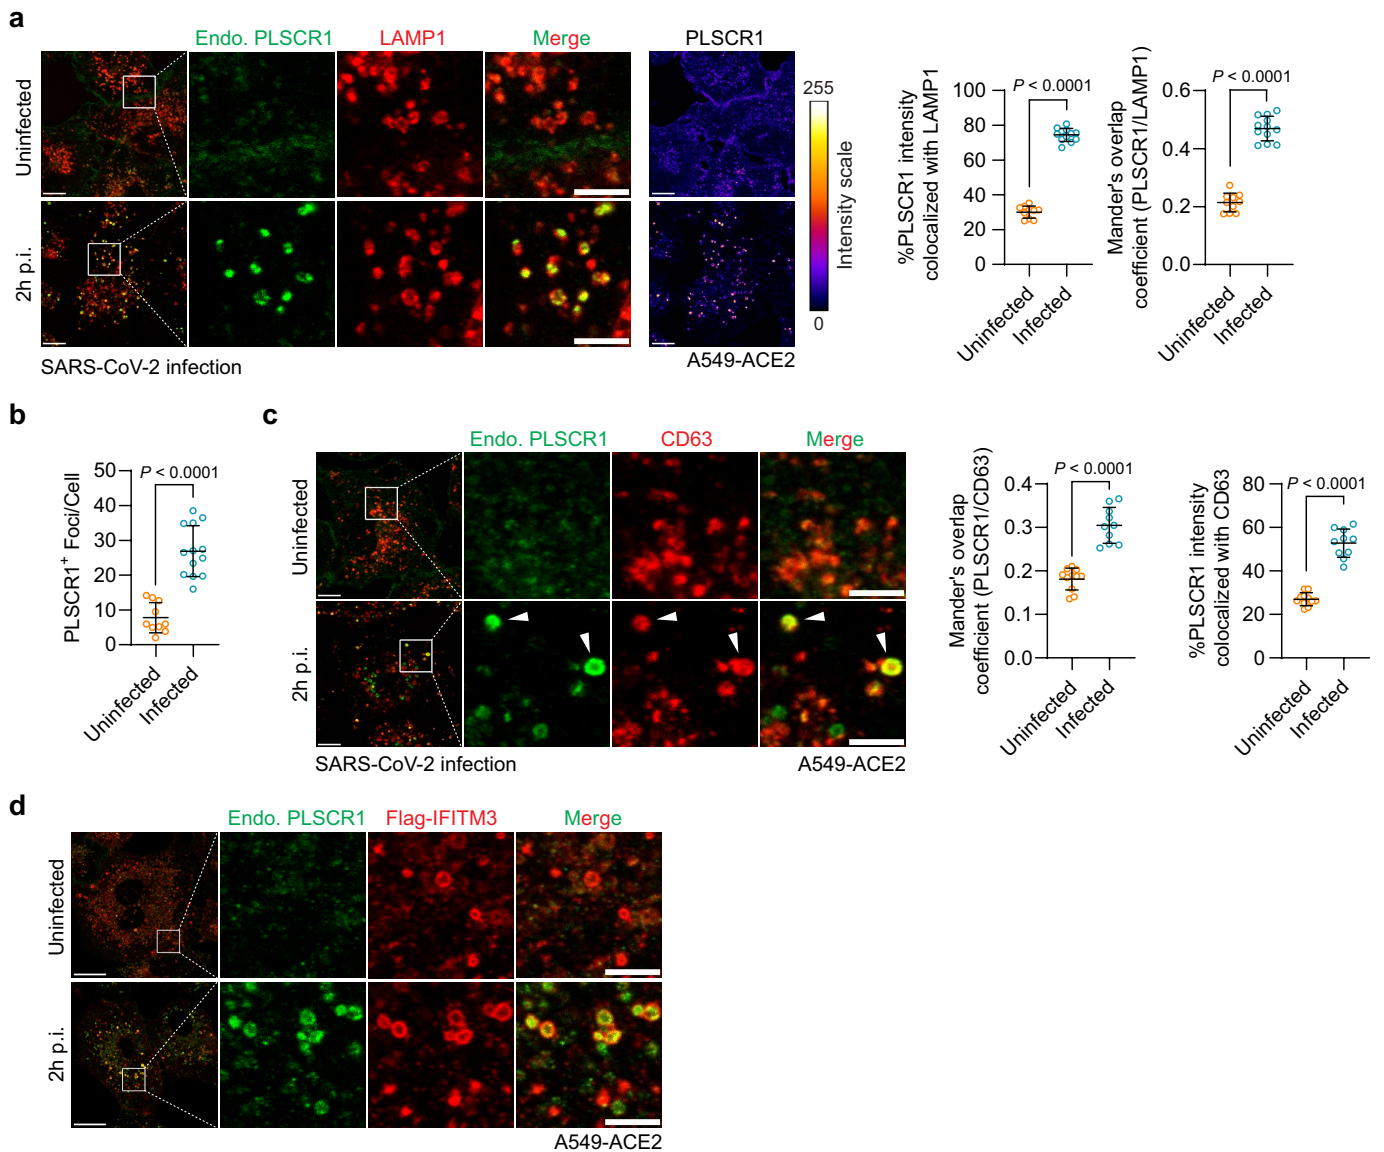 a
Endo. PLSCR1
LAMP1
Merge
PLSCR1
Uninfected
2h p.i.
SARS-CoV-2 infection
A549-ACE2
255
Intensity scale
0
%PLSCR1 intensity
colocalized with LAMP1
P < 0.0001
100
80
60
40
20
0
Uninfected
Infected
Mander's overlap
coefficient (PLSCR1/LAMP1)
P < 0.0001
0.6
0.4
0.2
0.0
Uninfected
Infected
b
PLSCR1+ Foci/Cell
P < 0.0001
50
40
30
20
10
0
Uninfected
Infected
c
Endo. PLSCR1
CD63
Merge
Uninfected
2h p.i.
SARS-CoV-2 infection
A549-ACE2
Mander's overlap
coefficient (PLSCR1/CD63)
P < 0.0001
0.4
0.3
0.2
0.1
0.0
Uninfected
Infected
%PLSCR1 intensity
colocalized with CD63
P < 0.0001
80
60
40
20
0
Uninfected
Infected
d
Endo. PLSCR1
Flag-IFITM3
Merge
Uninfected
2h p.i.
A549-ACE2